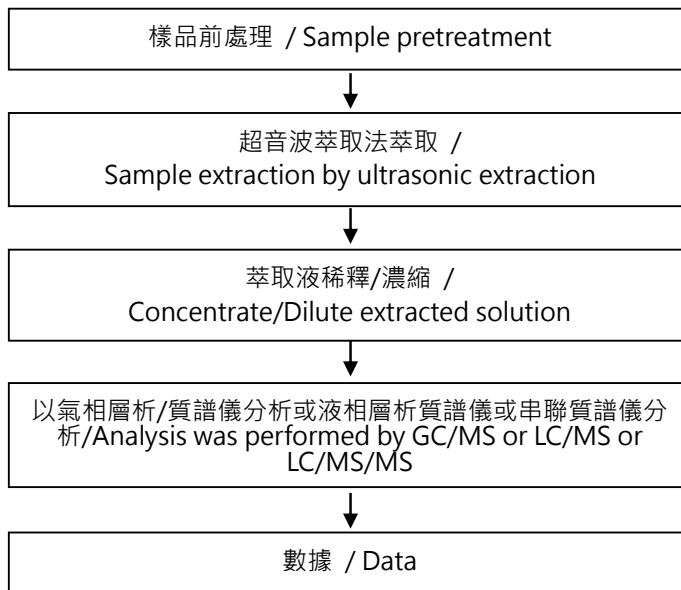 樣品前處理 / Sample pretreatment
超音波萃取法萃取 /
Sample extraction by ultrasonic extraction
萃取液稀釋/濃縮 /
Concentrate/Dilute extracted solution
以氣相層析/質譜儀分析或液相層析質譜儀或串聯質譜儀分
析/Analysis was performed by GC/MS or LC/MS or
LC/MS/MS
數據 / Data